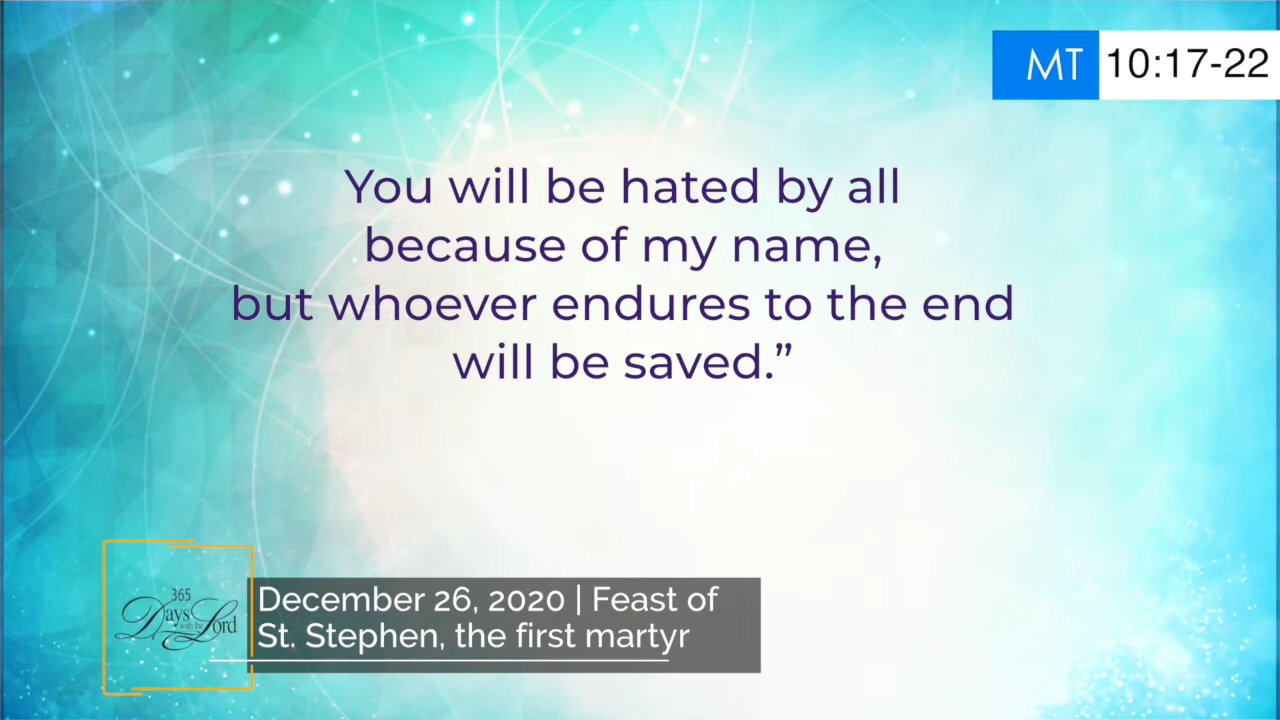 MT 10:17-22
You will be hated by all
because of my name,
but whoever endures to the end
will be saved.”
365
Days with the Lord
December 26, 2020 | Feast of
St. Stephen, the first martyr